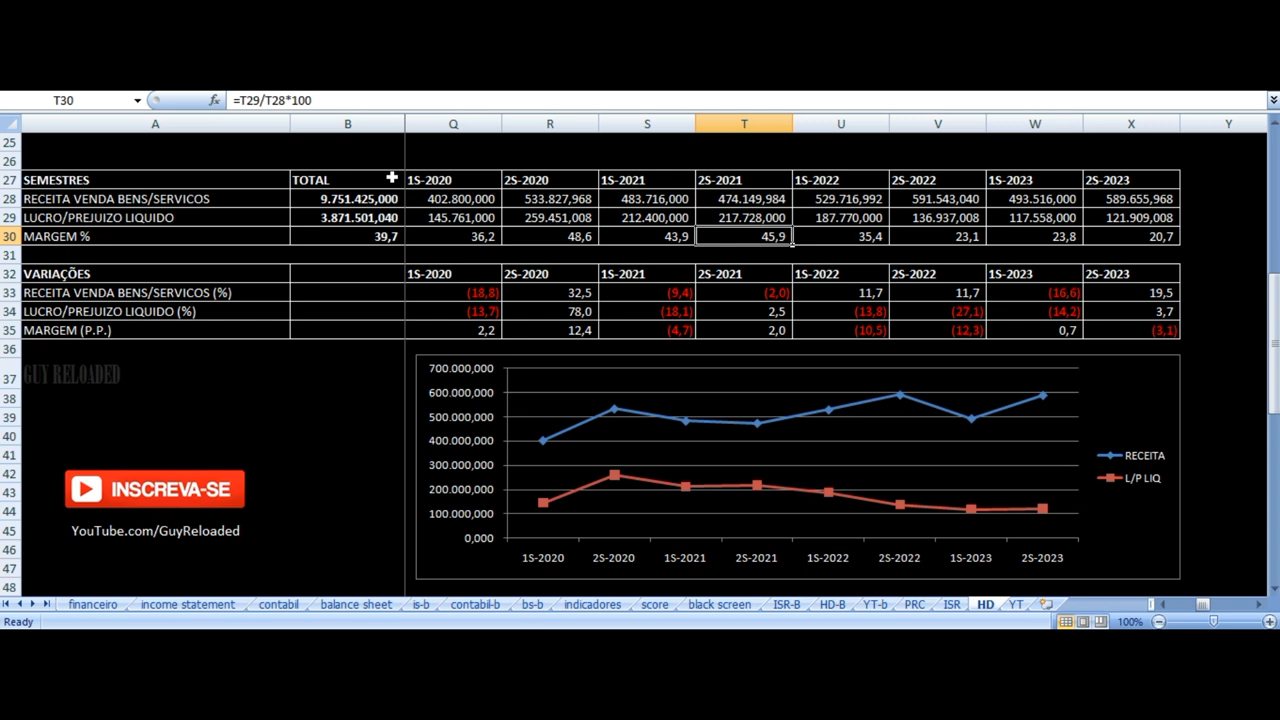 T30 fx =T29/T28*100
A B Q R S T U V W X Y
25
26
27 SEMESTRES TOTAL 1S-2020 2S-2020 1S-2021 2S-2021 1S-2022 2S-2022 1S-2023 2S-2023
28 RECEITA VENDA BENS/SERVICOS 9.751.425,000 402.800,000 533.827,968 483.716,000 474.149,984 529.716,992 591.543,040 493.516,000 589.655,968
29 LUCRO/PREJUIZO LIQUIDO 3.871.501,040 145.761,000 259.451,008 212.400,000 217.728,000 187.770,000 136.937,008 117.558,000 121.909,008
30 MARGEM % 39,7 36,2 48,6 43,9 45,9 35,4 23,1 23,8 20,7
31
32 VARIAÇÕES 1S-2020 2S-2020 1S-2021 2S-2021 1S-2022 2S-2022 1S-2023 2S-2023
33 RECEITA VENDA BENS/SERVICOS (%) (18,8) 32,5 (9,4) (2,0) 11,7 11,7 (16,6) 19,5
34 LUCRO/PREJUIZO LIQUIDO (%) (13,7) 78,0 (18,1) 2,5 (13,8) (27,1) (14,2) 3,7
35 MARGEM (P.P.) 2,2 12,4 (4,7) 2,0 (10,5) (12,3) 0,7 (3,1)
36
37 GUY RELOADED
38
39
40
41
42
43
44
45
46
47
48
INSCREVA-SE
YouTube.com/GuyReloaded
700.000,000
600.000,000
500.000,000
400.000,000
300.000,000
200.000,000
100.000,000
0,000
1S-2020 2S-2020 1S-2021 2S-2021 1S-2022 2S-2022 1S-2023 2S-2023
RECEITA
L/P LIQ
financeiro income statement contabil balance sheet is-b contabil-b bs-b indicadores score black screen ISR-B HD-B YT-b PRC ISR HD YT
Ready 100%